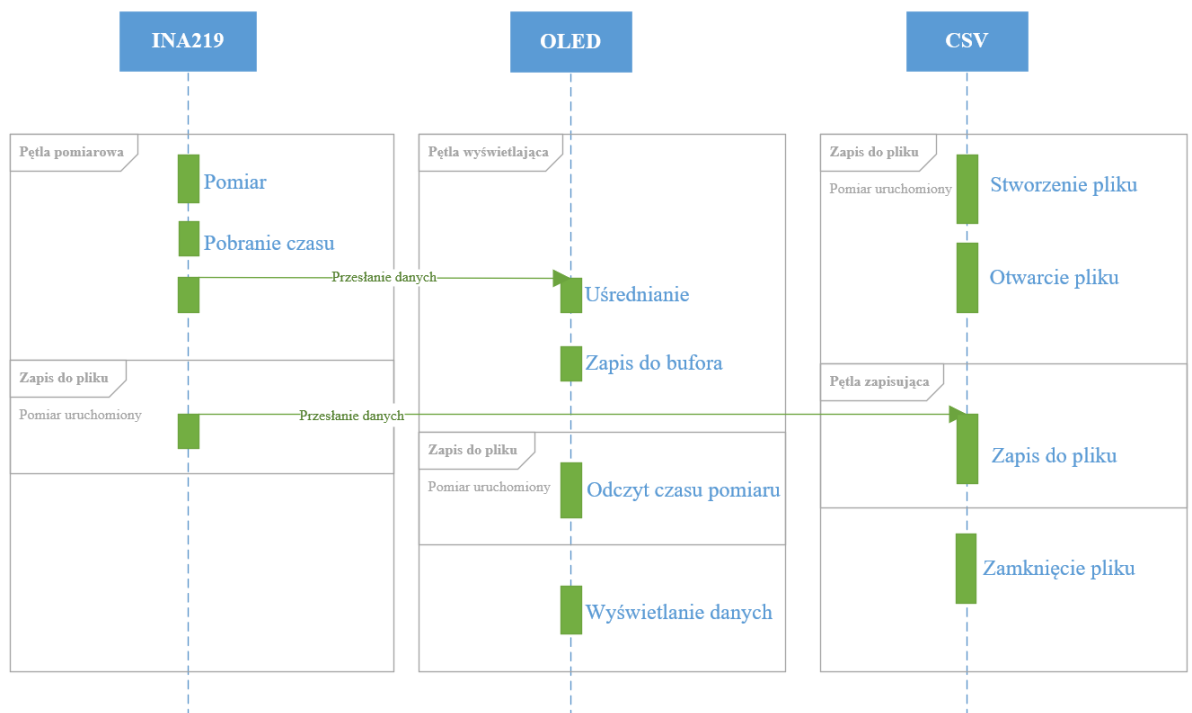 INA219
OLED
CSV
Pętla pomiarowa
Pomiar
Pobranie czasu
Przesłanie danych
Zapis do pliku
Pomiar uruchomiony
Przesłanie danych
Pętla wyświetlająca
Uśrednianie
Zapis do bufora
Zapis do pliku
Pomiar uruchomiony
Odczyt czasu pomiaru
Wyświetlanie danych
Zapis do pliku
Pomiar uruchomiony
Stworzenie pliku
Otwarcie pliku
Pętla zapisująca
Zapis do pliku
Zamknięcie pliku